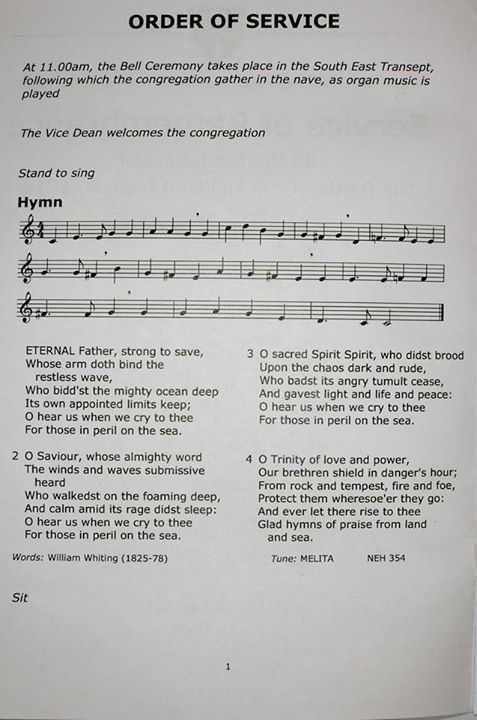 ORDER OF SERVICE
At 11.00am, the Bell Ceremony takes place in the South East Transept,
following which the congregation gather in the nave, as organ music is
played
The Vice Dean welcomes the congregation
Stand to sing
Hymn
ETERNAL Father, strong to save,
Whose arm doth bind the
restless wave,
Who bidd'st the mighty ocean deep
Its own appointed limits keep;
O hear us when we cry to thee
For those in peril on the sea.
2 O Saviour, whose almighty word
The winds and waves submissive
heard
Who walkedst on the foaming deep,
And calm amid its rage didst sleep:
O hear us when we cry to thee
For those in peril on the sea.
3 O sacred Spirit Spirit, who didst brood
Upon the chaos dark and rude,
Who badst its angry tumult cease,
And gavest light and life and peace:
O hear us when we cry to thee
For those in peril on the sea.
4 O Trinity of love and power,
Our brethren shield in danger's hour;
From rock and tempest, fire and foe,
Protect them wheresoe'er they go:
And ever let there rise to thee
Glad hymns of praise from land
and sea.
Words: William Whiting (1825-78) Tune: MELITA NEH 354
Sit
1